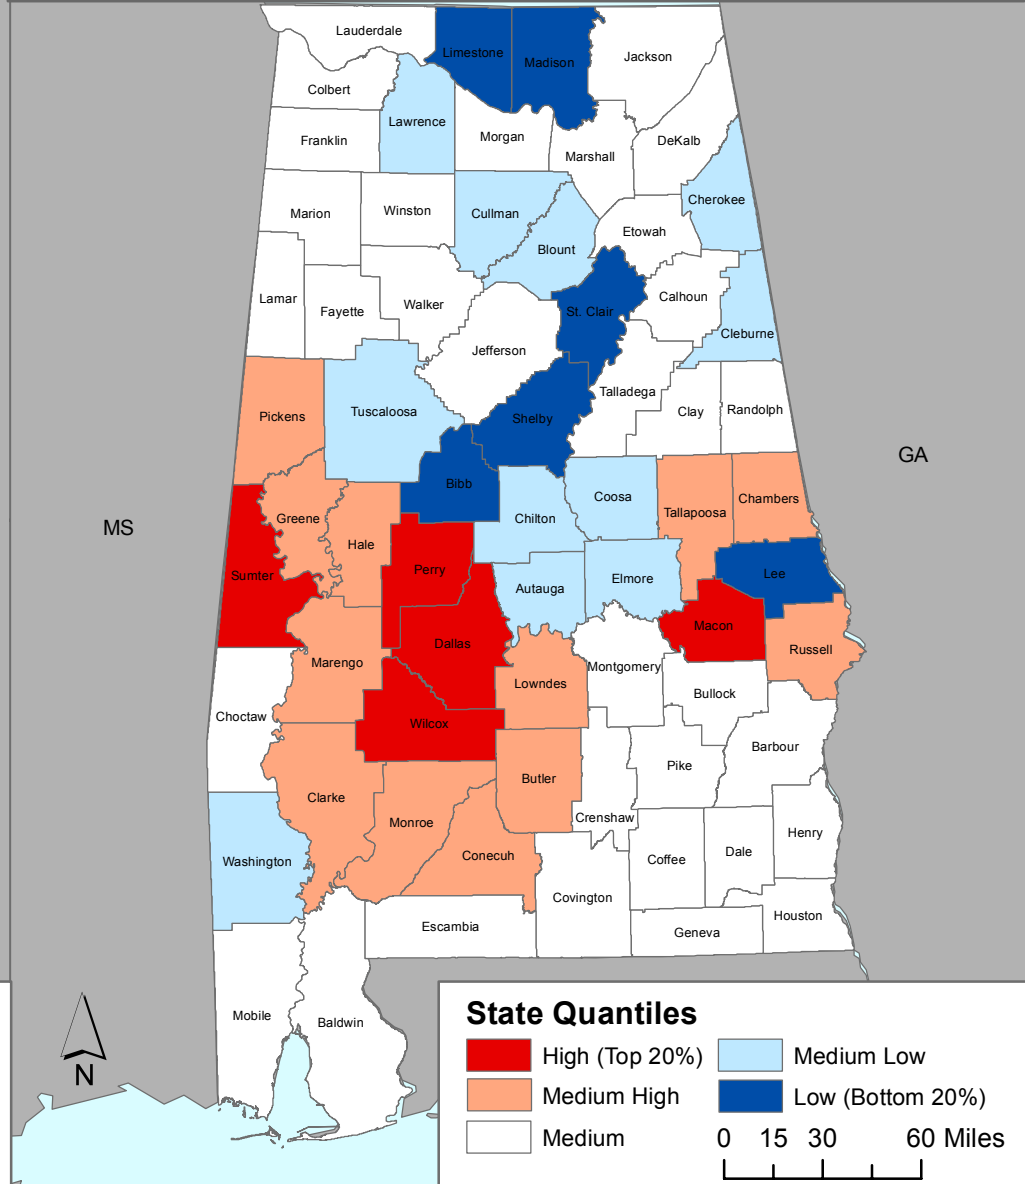 Lauderdale
Limestone
Madison
Jackson
Colbert
Lawrence
Franklin
Morgan
Marshall
DeKalb
Marion
Winston
Cullman
Blount
Cherokee
Etowah
Lamar
Fayette
Walker
Jefferson
St. Clair
Calhoun
Cleburne
Pickens
Tuscaloosa
Shelby
Talladega
Clay
Randolph
GA
MS
Greene
Hale
Bibb
Chilton
Coosa
Tallapoosa
Chambers
Sumter
Perry
Autauga
Elmore
Lee
Marengo
Dallas
Lowndes
Montgomery
Macon
Russell
Bullock
Choctaw
Wilcox
Butler
Crenshaw
Pike
Barbour
Clarke
Monroe
Conecuh
Washington
Covington
Coffee
Dale
Henry
Escambia
Geneva
Houston
Mobile
Baldwin
N
State Quantiles
High (Top 20%)
Medium High
Medium
Medium Low
Low (Bottom 20%)
0 15 30 60 Miles